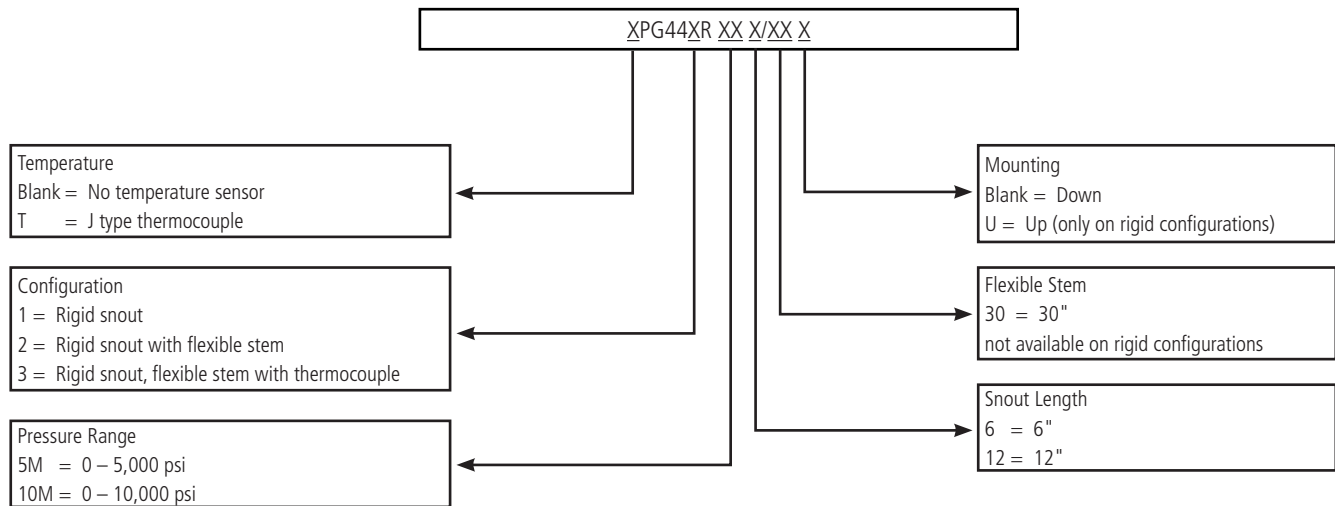 XPG44XR XX X/XX X
Temperature
Blank = No temperature sensor
T = J type thermocouple
Configuration
1 = Rigid snout
2 = Rigid snout with flexible stem
3 = Rigid snout, flexible stem with thermocouple
Pressure Range
5M = 0 – 5,000 psi
10M = 0 – 10,000 psi
Mounting
Blank = Down
U = Up (only on rigid configurations)
Flexible Stem
30 = 30"
not available on rigid configurations
Snout Length
6 = 6"
12 = 12"